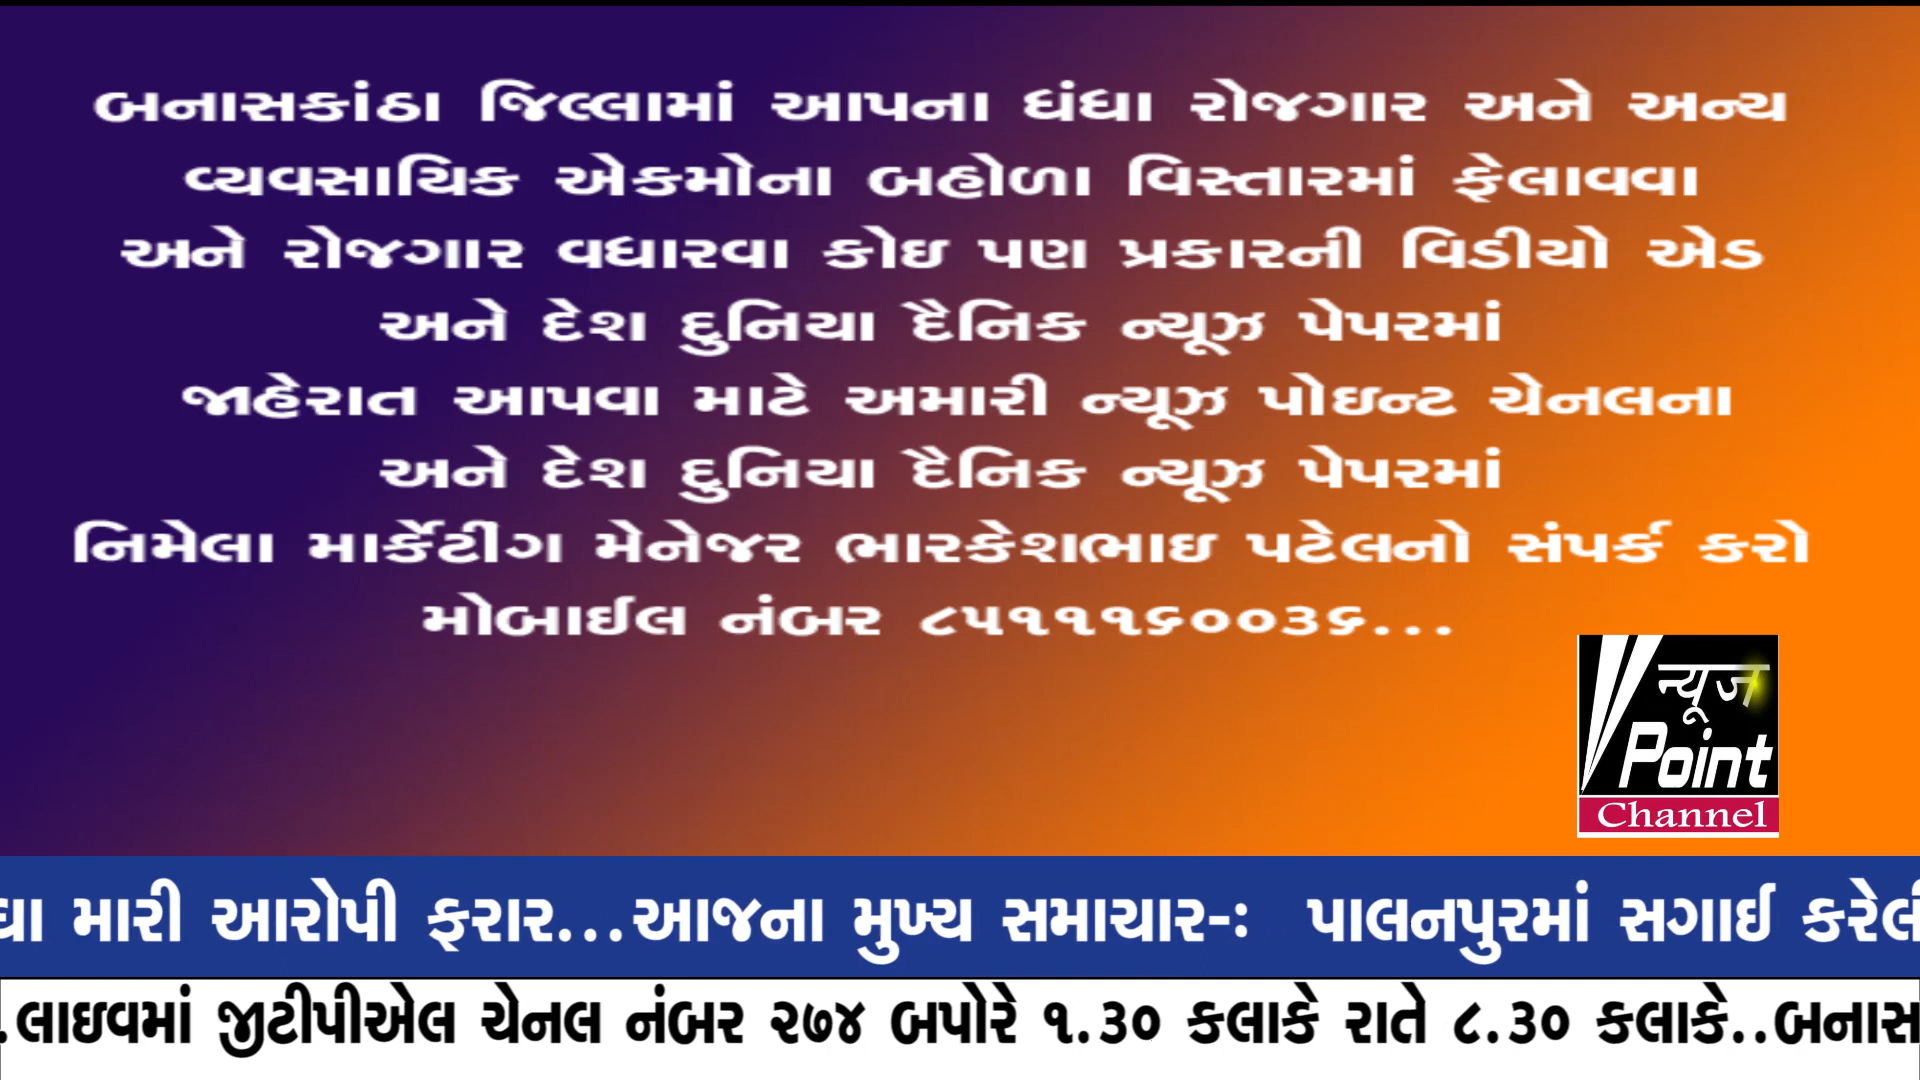 બનાસકાંઠા જિલ્લામાં આપના ધંધા રોજગાર અને અન્ય
વ્યવસાયિક એકમોના બહોળા વિસ્તારમાં ફેલાવવા
અને રોજગાર વધારવા કોઇ પણ પ્રકારની વિડીયો એડ
અને દેશ દુનિયા દૈનિક ન્યૂઝ પેપરમાં
જાહેરાત આપવા માટે અમારી ન્યૂઝ પોઇન્ટ ચેનલના
અને દેશ દુનિયા દૈનિક ન્યૂઝ પેપરમાં
નિમેલા માર્કેટીંગ મેનેજર ભારકેશભાઇ પટેલનો સંપર્ક કરો
મોબાઈલ નંબર ૮૫૧૧૧૬૦૦૩૬...
न्यूज
Point
Channel
મારી આરોપી ફરાર...આજના મુખ્ય સમાચાર-ઃ પાલનપુરમાં સગાઈ કરેલી
.લાઇવમાં જીટીપીએલ ચેનલ નંબર ૨૭૪ બપોરે ૧.૩૦ કલાકે રાતે ૮.૩૦ કલાકે..બનાસ